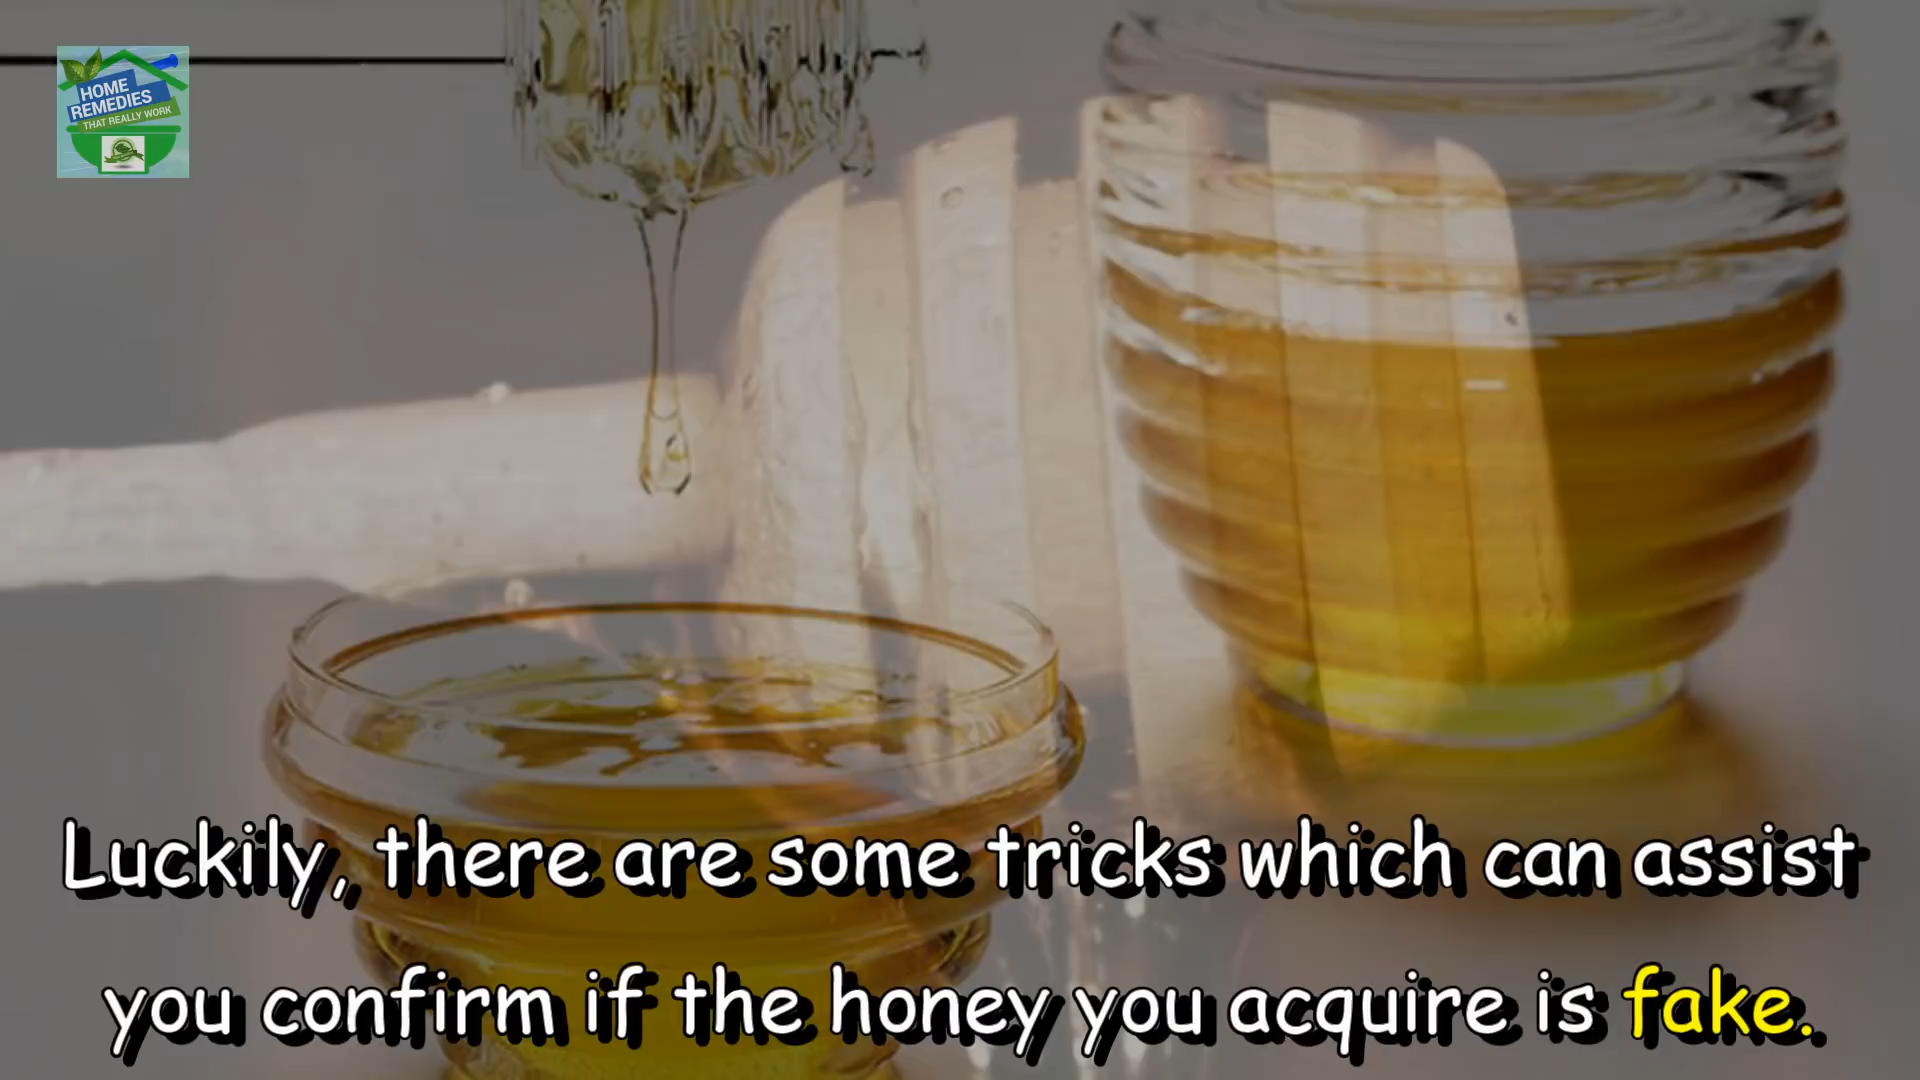 HOME
REMEDIES
THAT REALLY WORK
Luckily, there are some tricks which can assist
you confirm if the honey you acquire is fake.